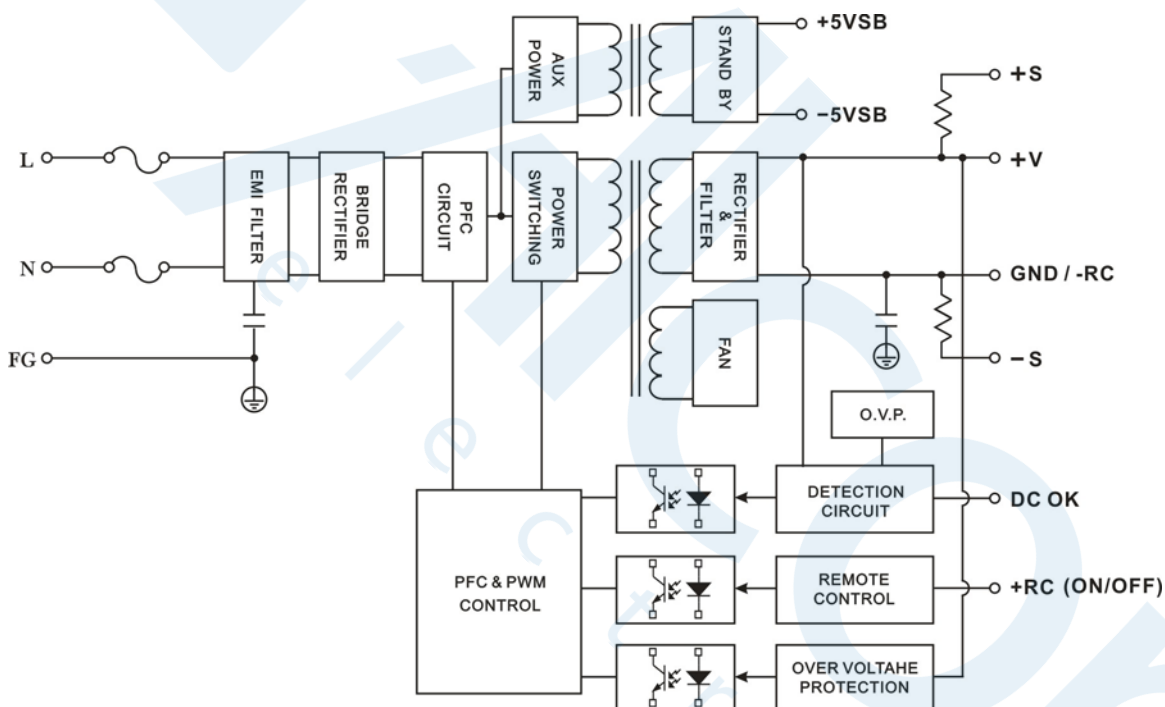 AUX
POWER
STAND BY
+5VSB
-5VSB
+S
L
N
FG
EMI FILTER
BRIDGE
RECTIFIER
PFC
CIRCUIT
POWER
SWITCHING
RECTIFIER
&
FILTER
+V
GND / -RC
FAN
-S
O.V.P.
DETECTION
CIRCUIT
DC OK
PFC & PWM
CONTROL
REMOTE
CONTROL
+RC (ON/OFF)
OVER VOLTAHE
PROTECTION